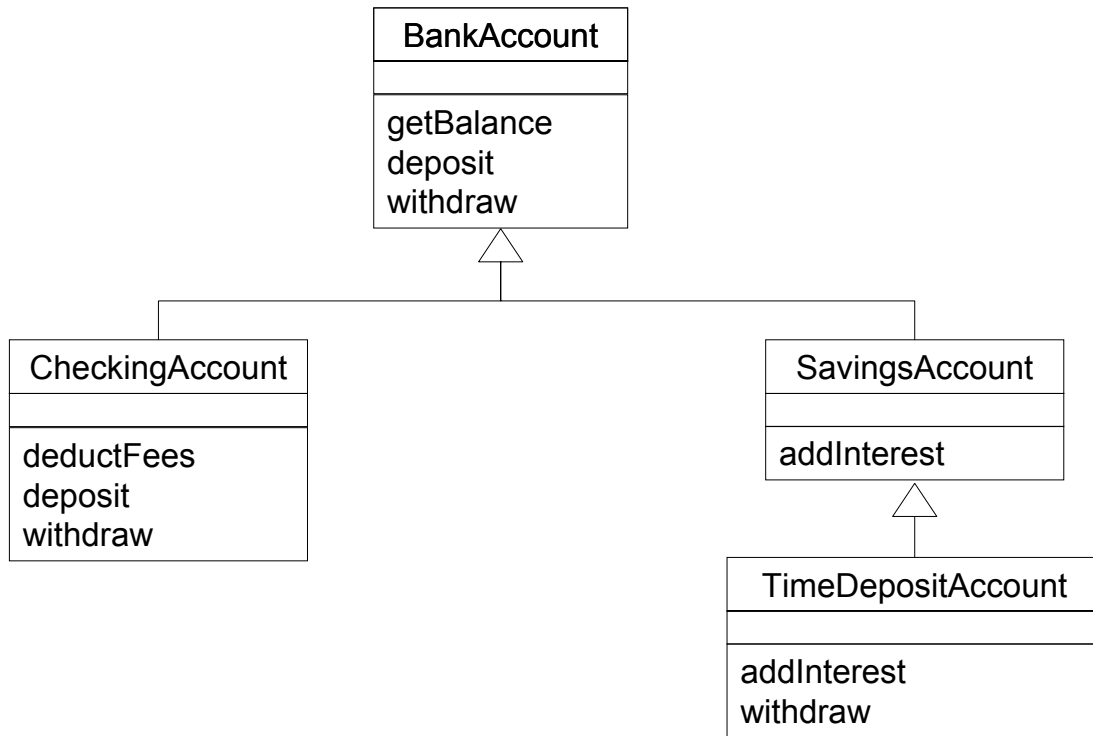 BankAccount
getBalance
deposit
withdraw
CheckingAccount
deductFees
deposit
withdraw
SavingsAccount
addInterest
TimeDepositAccount
addInterest
withdraw